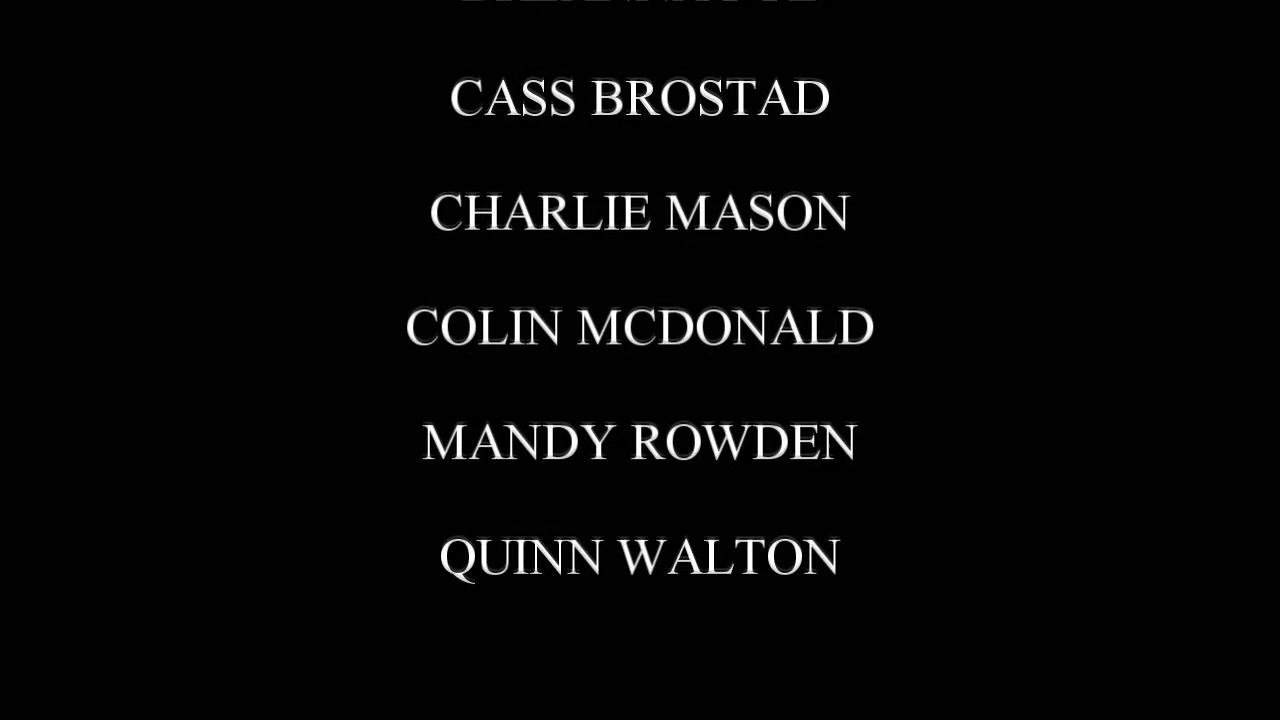 CASS BROSTAD
CHARLIE MASON
COLIN MCDONALD
MANDY ROWDEN
QUINN WALTON